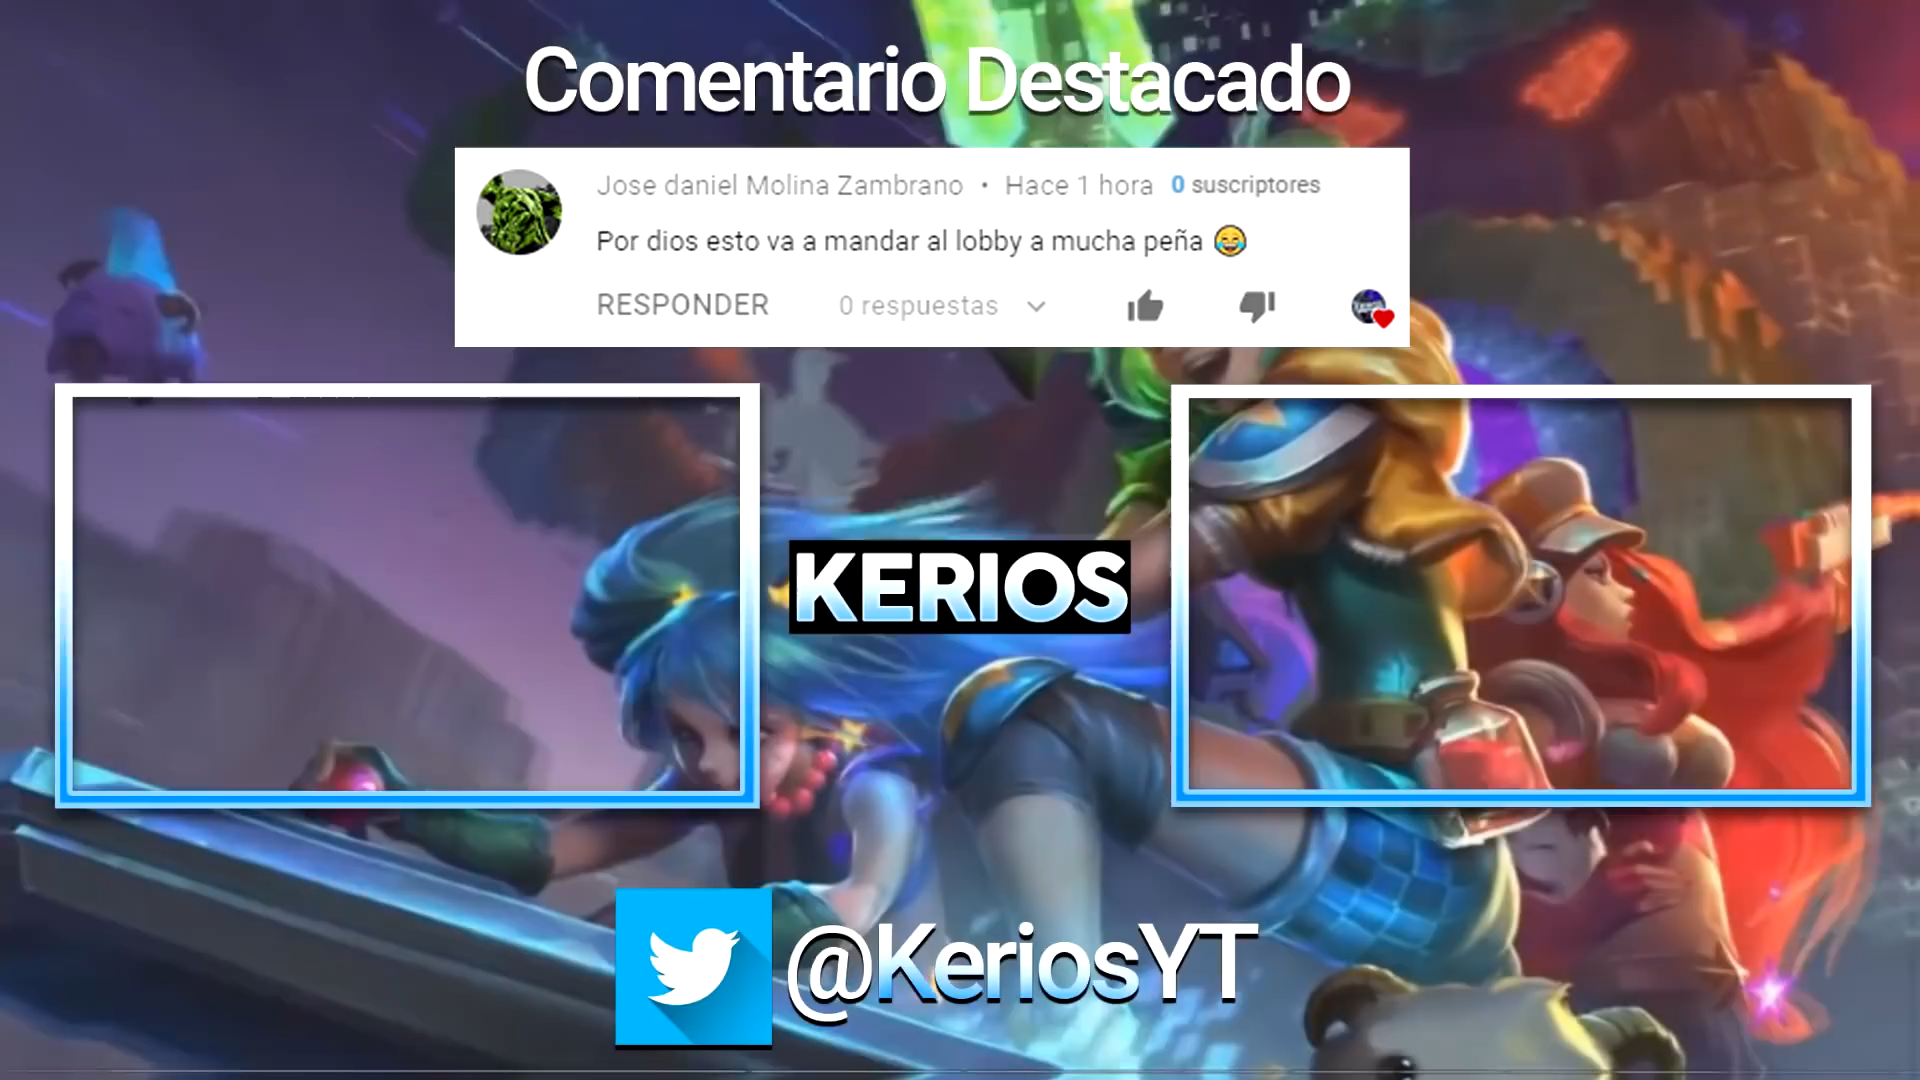 Comentario Destacado
Jose daniel Molina Zambrano • Hace 1 hora 0 suscriptores
Por dios esto va a mandar al lobby a mucha peña 😂
RESPONDER 0 respuestas
KERIOS
@KeriosYT